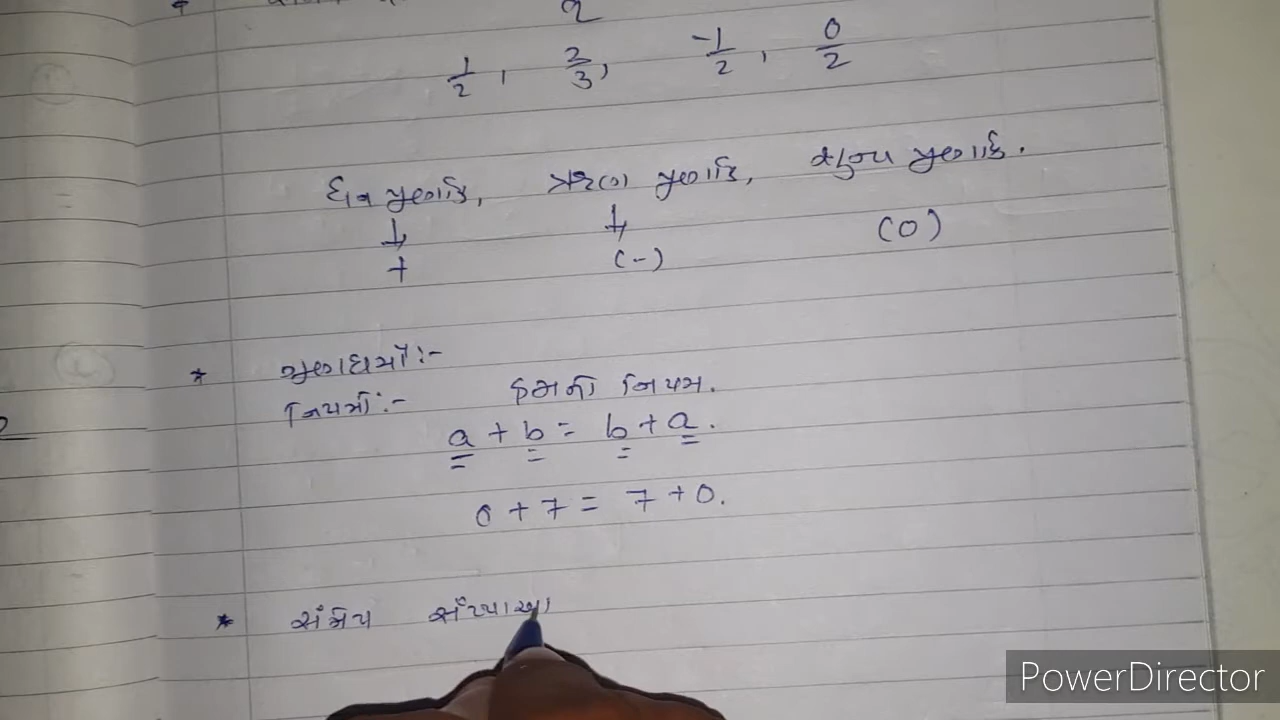 q
1/2, 2/3, -1/2, 0/2
ધન પુર્ણાંક, ઋણ પુર્ણાંક, શુન્ય પુર્ણાંક.
+ (-) (0)
* ગુણધર્મો:-
નિયમો:- ક્રમનો નિયમ.
a + b = b + a.
0 + 7 = 7 + 0.
* સંમેય સંખ્યાઓ
PowerDirector